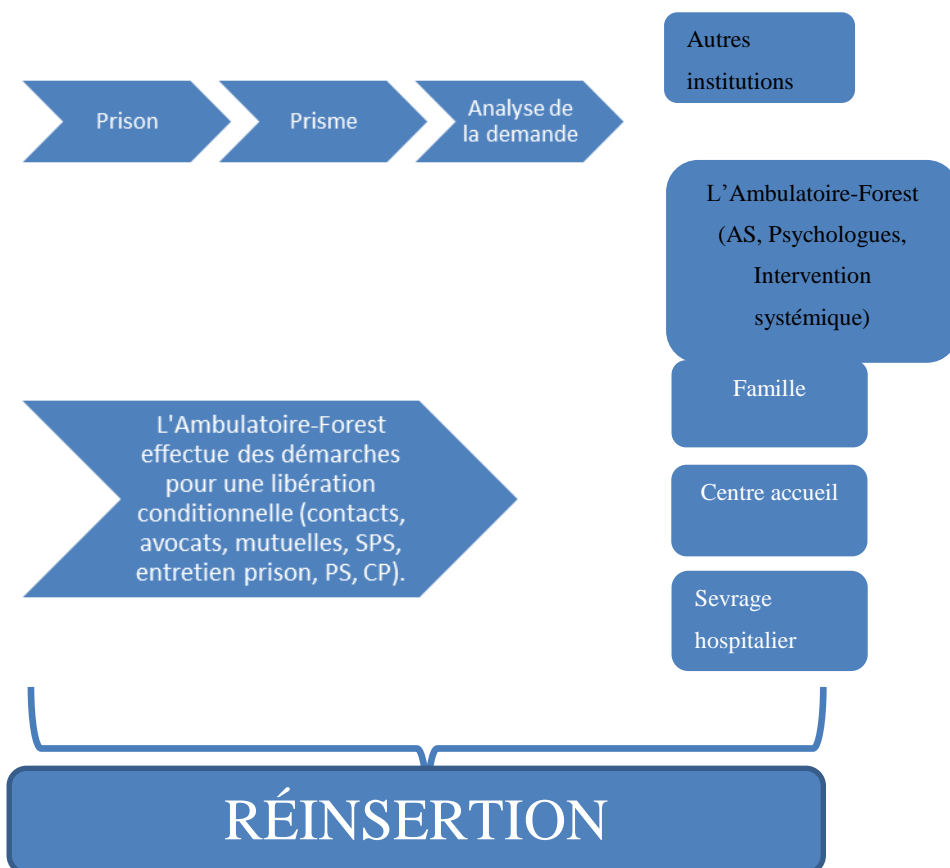 Prison
Prisme
Analyse de
la demande
Autres
institutions
L’Ambulatoire-Forest
(AS, Psychologues,
Intervention
systémique)
L'Ambulatoire-Forest
effectue des démarches
pour une libération
conditionnelle (contacts,
avocats, mutuelles, SPS,
entretien prison, PS, CP).
Famille
Centre accueil
Sevrage
hospitalier
RÉINSERTION